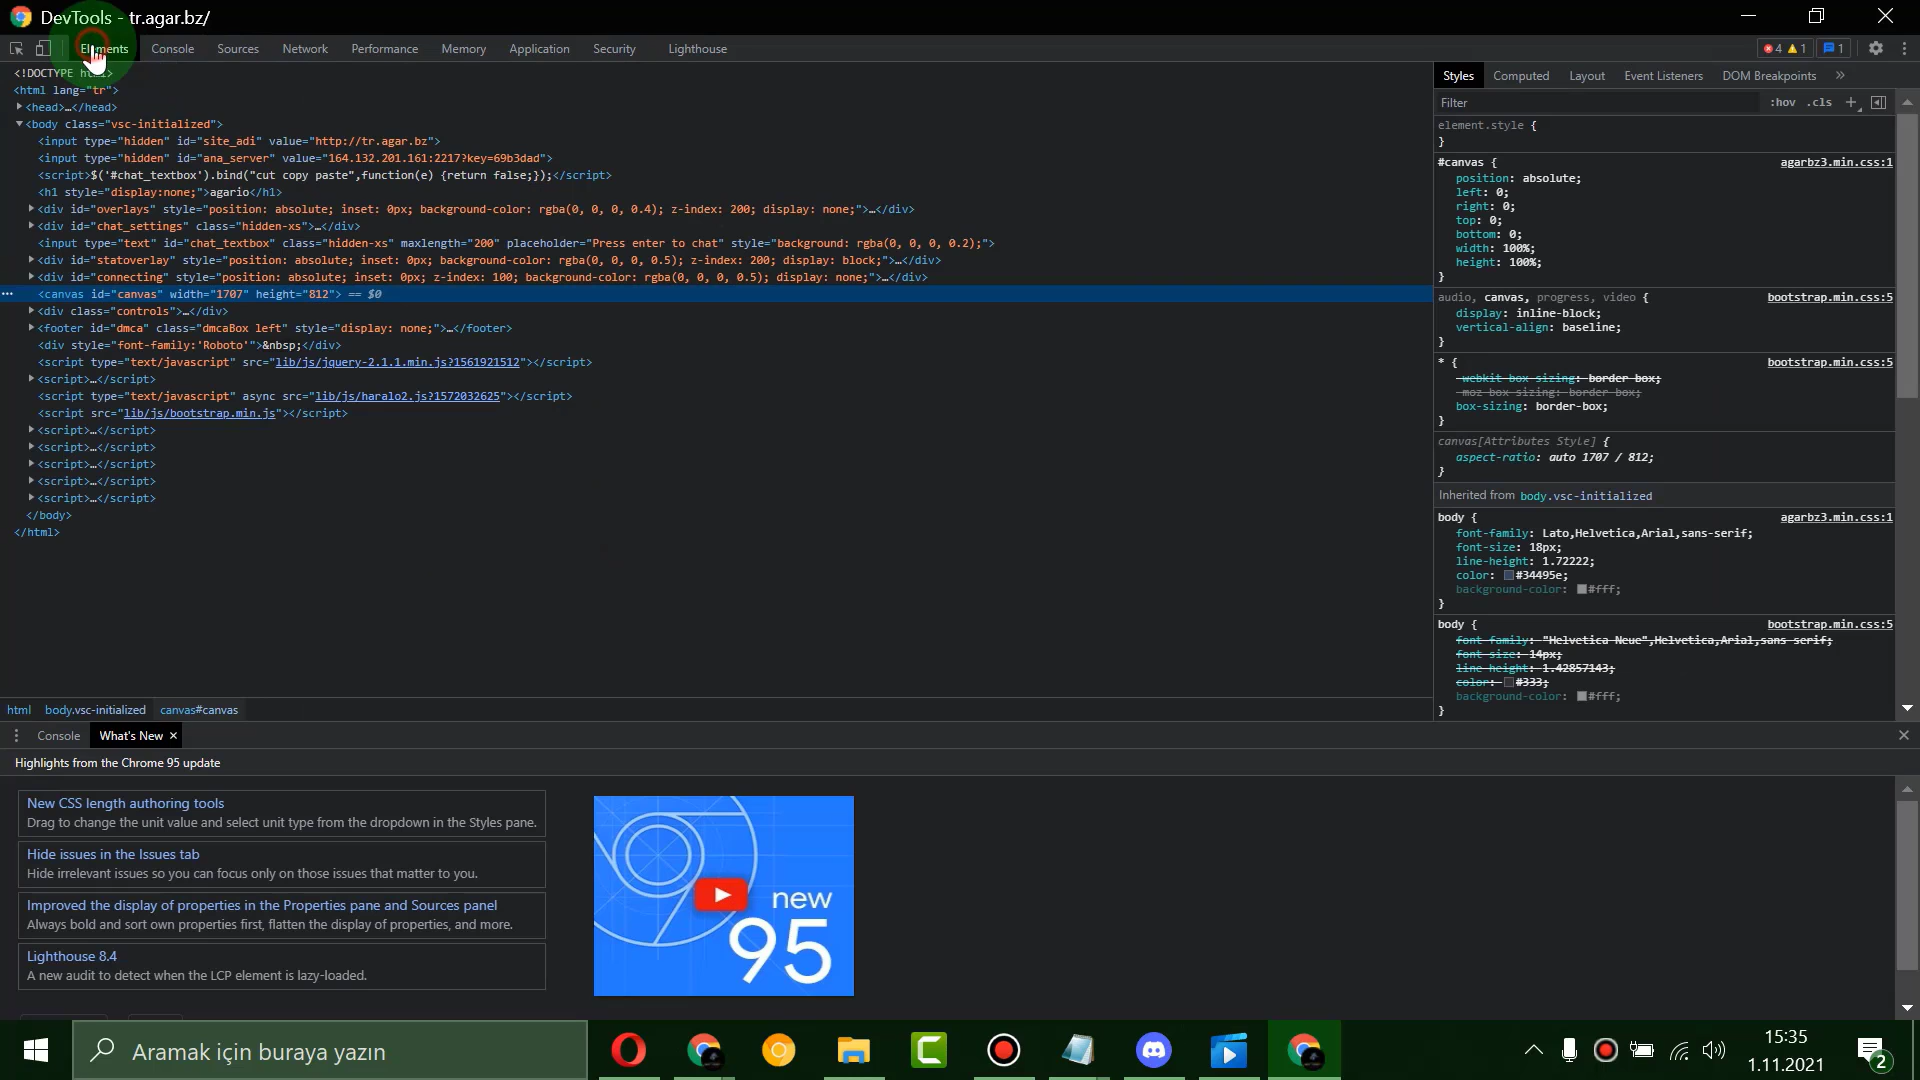 DevTools - tr.agar.bz/
Elements Console Sources Network Performance Memory Application Security Lighthouse 4 1 1
<!DOCTYPE html>
<html lang="tr">
<head>…</head>
<body class="vsc-initialized">
<input type="hidden" id="site_adi" value="http://tr.agar.bz">
<input type="hidden" id="ana_server" value="164.132.201.161:2217?key=69b3dad">
<script>$('#chat_textbox').bind("cut copy paste",function(e) {return false;});</script>
<h1 style="display:none;">agario</h1>
<div id="overlays" style="position: absolute; inset: 0px; background-color: rgba(0, 0, 0, 0.4); z-index: 200; display: none;">…</div>
<div id="chat_settings" class="hidden-xs">…</div>
<input type="text" id="chat_textbox" class="hidden-xs" maxlength="200" placeholder="Press enter to chat" style="background: rgba(0, 0, 0, 0.2);">
<div id="statoverlay" style="position: absolute; inset: 0px; background-color: rgba(0, 0, 0, 0.5); z-index: 200; display: block;">…</div>
<div id="connecting" style="position: absolute; inset: 0px; z-index: 100; background-color: rgba(0, 0, 0, 0.5); display: none;">…</div>
<canvas id="canvas" width="1707" height="812"> == $0
<div class="controls">…</div>
<footer id="dmca" class="dmcaBox left" style="display: none;">…</footer>
<div style="font-family:'Roboto'">&nbsp;</div>
<script type="text/javascript" src="lib/js/jquery-2.1.1.min.js?1561921512"></script>
<script>…</script>
<script type="text/javascript" async src="lib/js/haralo2.js?1572032625"></script>
<script src="lib/js/bootstrap.min.js"></script>
<script>…</script>
<script>…</script>
<script>…</script>
<script>…</script>
<script>…</script>
</body>
</html>
html body.vsc-initialized canvas#canvas
Styles Computed Layout Event Listeners DOM Breakpoints »
Filter :hov .cls +
element.style {
}
#canvas { agarbz3.min.css:1
position: absolute;
left: 0;
right: 0;
top: 0;
bottom: 0;
width: 100%;
height: 100%;
}
audio, canvas, progress, video { bootstrap.min.css:5
display: inline-block;
vertical-align: baseline;
}
* { bootstrap.min.css:5
-webkit-box-sizing: border-box;
-moz-box-sizing: border-box;
box-sizing: border-box;
}
canvas[Attributes Style] {
aspect-ratio: auto 1707 / 812;
}
Inherited from body.vsc-initialized
body { agarbz3.min.css:1
font-family: Lato,Helvetica,Arial,sans-serif;
font-size: 18px;
line-height: 1.72222;
color: #34495e;
background-color: #fff;
}
body { bootstrap.min.css:5
font-family: "Helvetica Neue",Helvetica,Arial,sans-serif;
font-size: 14px;
line-height: 1.42857143;
color: #333;
background-color: #fff;
}
Console What's New ×
Highlights from the Chrome 95 update
New CSS length authoring tools
Drag to change the unit value and select unit type from the dropdown in the Styles pane.
Hide issues in the Issues tab
Hide irrelevant issues so you can focus only on those issues that matter to you.
Improved the display of properties in the Properties pane and Sources panel
Always bold and sort own properties first, flatten the display of properties, and more.
Lighthouse 8.4
A new audit to detect when the LCP element is lazy-loaded.
new
95
Aramak için buraya yazın
15:35
1.11.2021
2